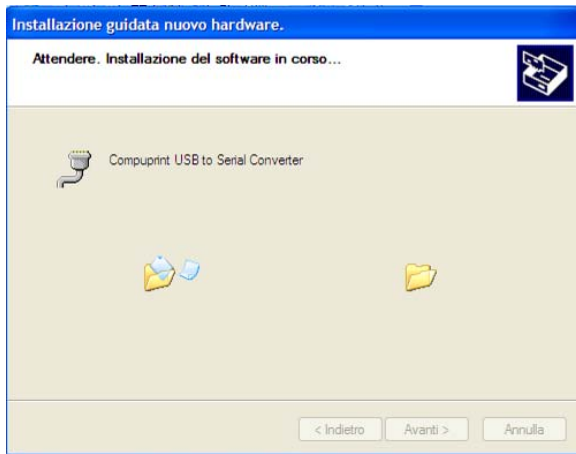 Installazione guidata nuovo hardware.
Attendere. Installazione del software in corso...
Compuprint USB to Serial Converter
< Indietro
Avanti >
Annulla